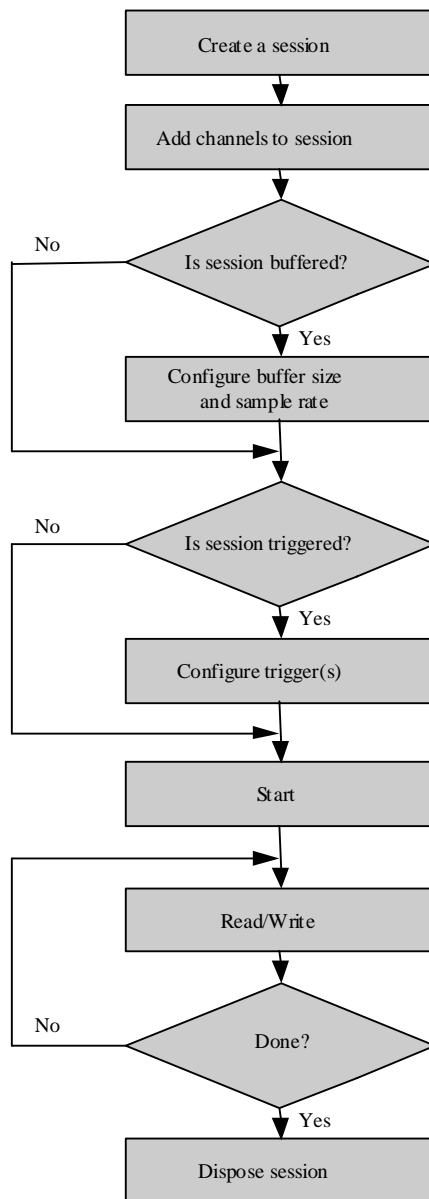 Create a session
Add channels to session
No
Is session buffered?
Yes
Configure buffer size
and sample rate
No
Is session triggered?
Yes
Configure trigger(s)
Start
Read/Write
No
Done?
Yes
Dispose session